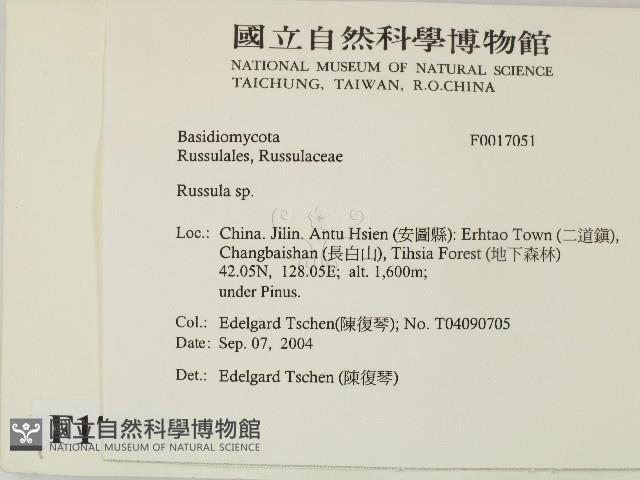 國立自然科學博物館
NATIONAL MUSEUM OF NATURAL SCIENCE
TAICHUNG, TAIWAN, R.O.CHINA
Basidiomycota F0017051
Russulales, Russulaceae
Russula sp.
Loc.: China. Jilin. Antu Hsien (安圖縣): Erhtao Town (二道鎮),
Changbaishan (長白山), Tihsia Forest (地下森林)
42.05N, 128.05E; alt. 1,600m;
under Pinus.
Col.: Edelgard Tschen(陳復琴); No. T04090705
Date: Sep. 07, 2004
Det.: Edelgard Tschen (陳復琴)
國立自然科學博物館
NATIONAL MUSEUM OF NATURAL SCIENCE